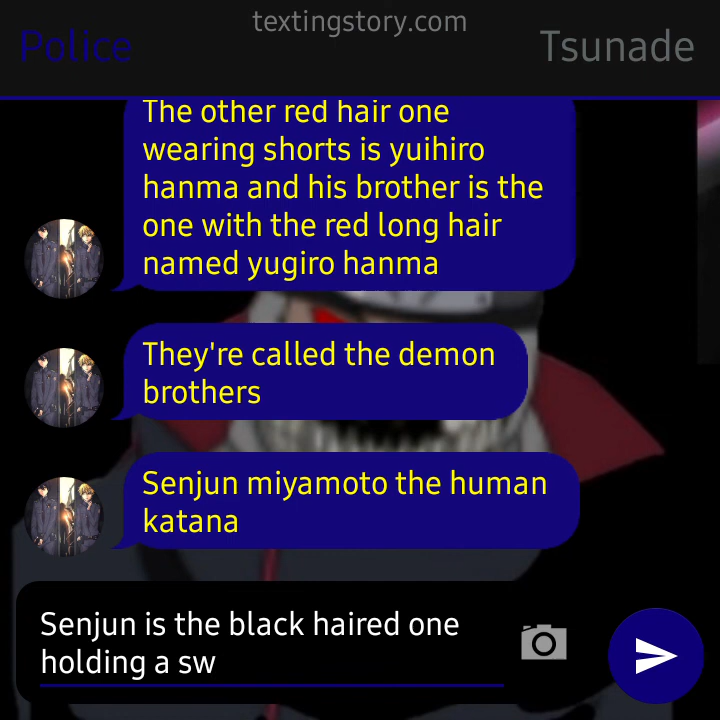 textingstory.com
Police
Tsunade
The other red hair one
wearing shorts is yuihiro
hanma and his brother is the
one with the red long hair
named yugiro hanma
They're called the demon
brothers
Senjun miyamoto the human
katana
Senjun is the black haired one
holding a sw